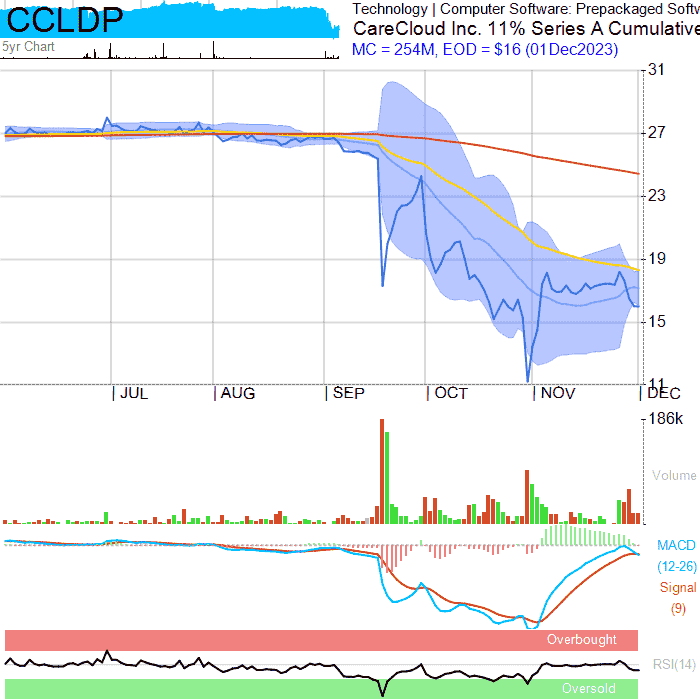 CCLDP
Technology | Computer Software: Prepackaged Softw
CareCloud Inc. 11% Series A Cumulative
MC = 254M, EOD = $16 (01Dec2023)
5yr Chart
31
27
23
19
15
11
JUL AUG SEP OCT NOV DEC
186k
Volume
MACD
(12-26)
Signal
(9)
Overbought
RSI(14)
Oversold